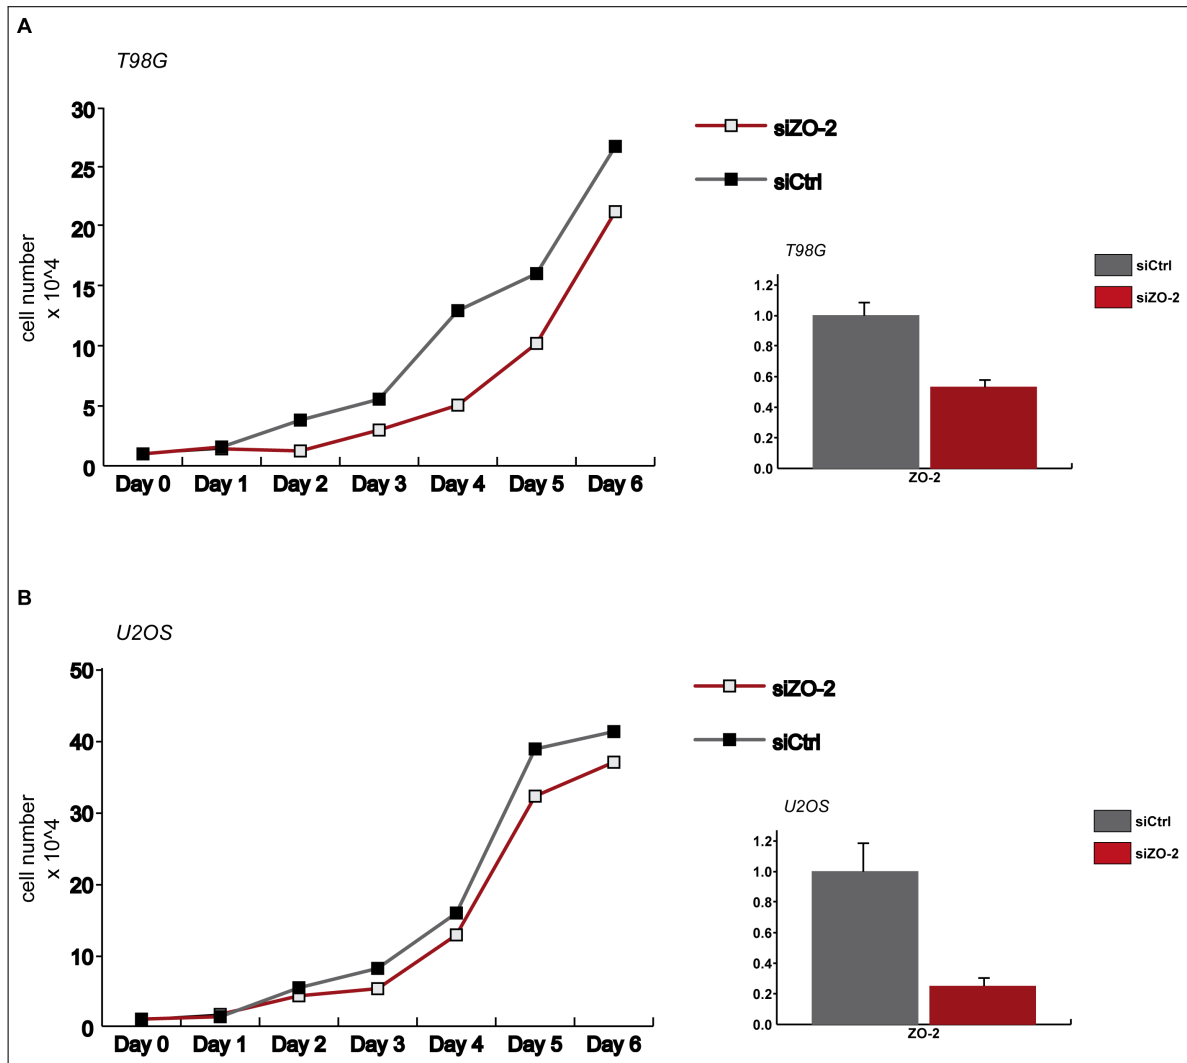 A
T98G
30
25
20
15
10
5
0
cell number
x 10^4
Day 0 Day 1 Day 2 Day 3 Day 4 Day 5 Day 6
siZO-2
siCtrl
T98G
1.2
1.0
0.8
0.6
0.4
0.2
0.0
ZO-2
siCtrl
siZO-2
B
U2OS
50
40
30
20
10
0
cell number
x 10^4
Day 0 Day 1 Day 2 Day 3 Day 4 Day 5 Day 6
siZO-2
siCtrl
U2OS
1.2
1.0
0.8
0.6
0.4
0.2
0.0
ZO-2
siCtrl
siZO-2